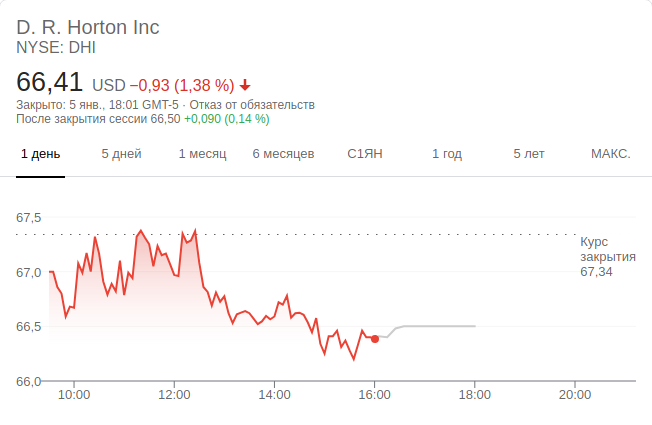 D. R. Horton Inc
NYSE: DHI
66,41 USD −0,93 (1,38 %)
Закрыто: 5 янв., 18:01 GMT-5 · Отказ от обязательств
После закрытия сессии 66,50 +0,090 (0,14 %)
1 день 5 дней 1 месяц 6 месяцев С1ЯН 1 год 5 лет МАКС.
67,5
Курс
закрытия
67,34
67,0
66,5
66,0
10:00 12:00 14:00 16:00 18:00 20:00